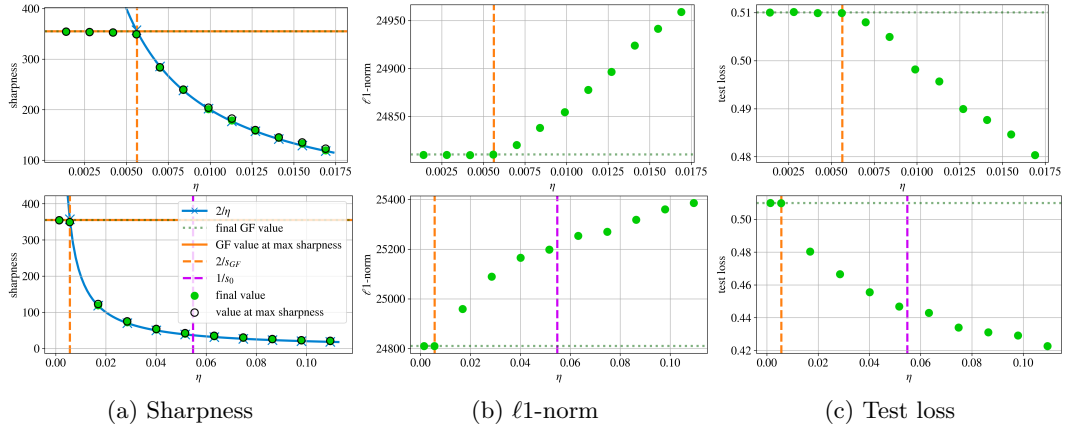 400
300
200
100
sharpness
0.0025
0.0050
0.0075
0.0100
0.0125
0.0150
0.0175
η
24950
24900
24850
ℓ1-norm
0.0025
0.0050
0.0075
0.0100
0.0125
0.0150
0.0175
η
0.51
0.50
0.49
0.48
test loss
0.0025
0.0050
0.0075
0.0100
0.0125
0.0150
0.0175
η
400
300
200
100
0
sharpness
0.00
0.02
0.04
0.06
0.08
0.10
η
2/η
final GF value
GF value at max sharpness
2/s_GF
1/s_0
final value
value at max sharpness
25400
25200
25000
24800
ℓ1-norm
0.00
0.02
0.04
0.06
0.08
0.10
η
0.50
0.48
0.46
0.44
0.42
test loss
0.00
0.02
0.04
0.06
0.08
0.10
η
(a) Sharpness
(b) ℓ1-norm
(c) Test loss